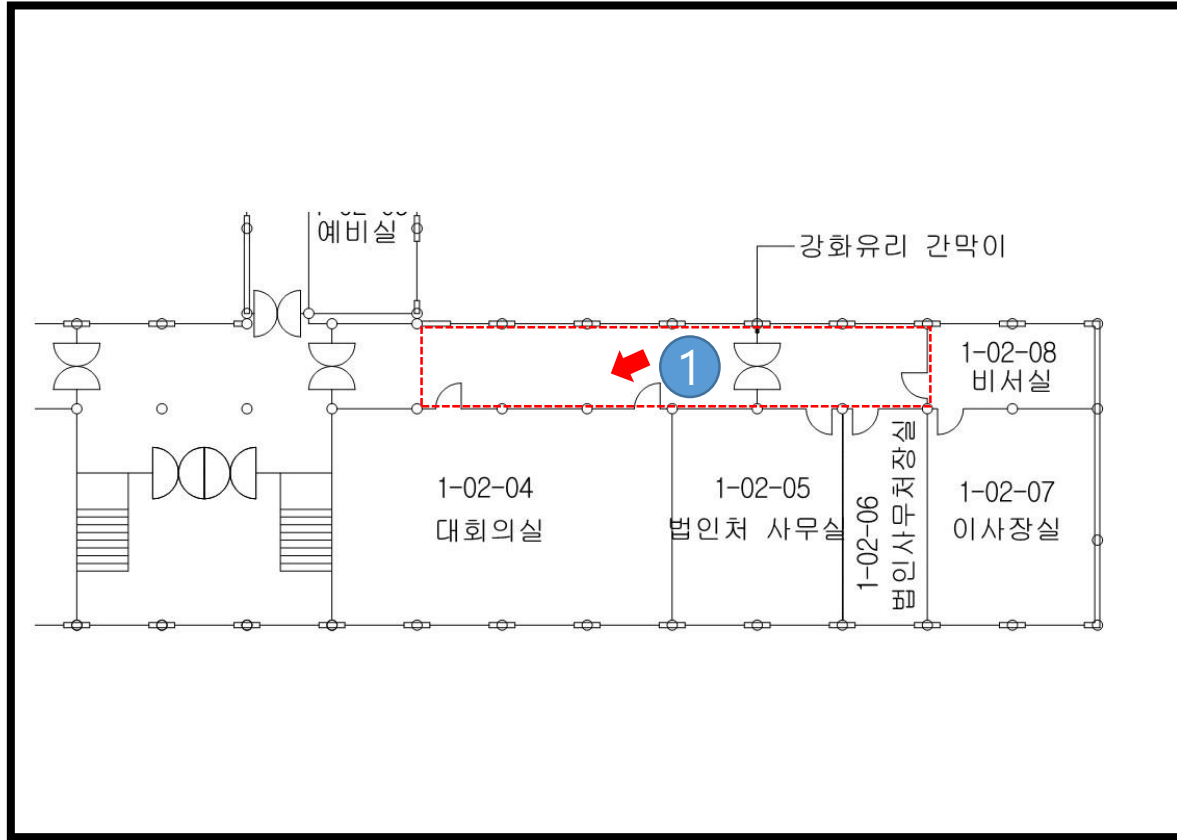 예비실
강화유리 간막이
1
1-02-08
비서실
1-02-04
대회의실
1-02-05
법인처 사무실
1-02-06
법인사무처장실
1-02-07
이사장실